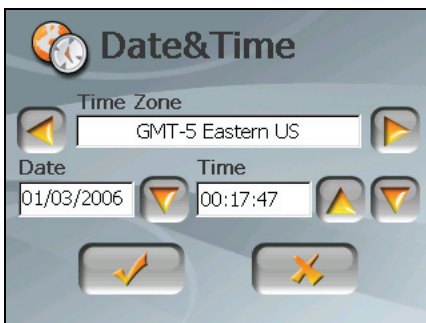 Date&Time
Time Zone
GMT-5 Eastern US
Date Time
01/03/2006 00:17:47